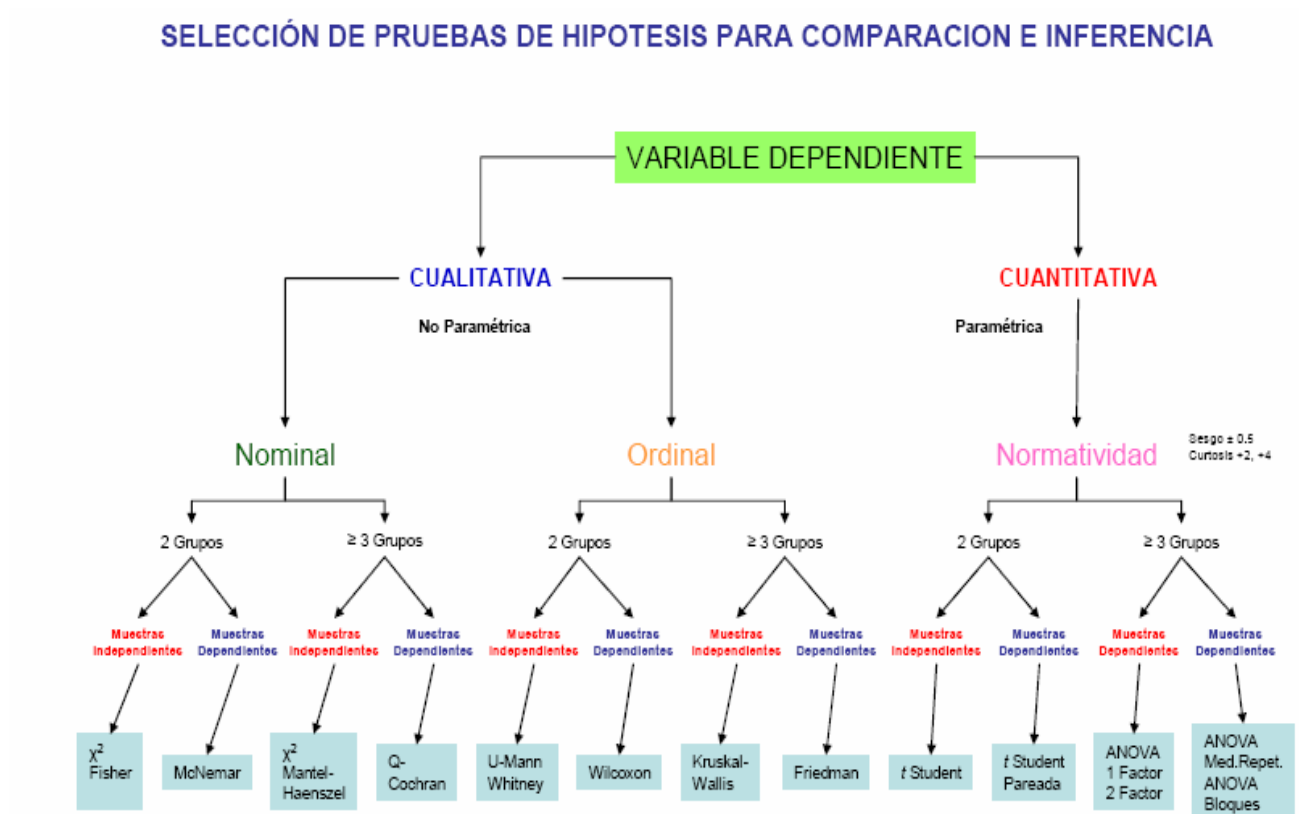 SELECCIÓN DE PRUEBAS DE HIPOTESIS PARA COMPARACION E INFERENCIA
VARIABLE DEPENDIENTE
CUALITATIVA
CUANTITATIVA
No Paramétrica
Paramétrica
Nominal
Ordinal
Normatividad
Sesgo ± 0.5
Curtosis +2, +4
2 Grupos
≥ 3 Grupos
2 Grupos
≥ 3 Grupos
2 Grupos
≥ 3 Grupos
Muestras
Independientes
Muestras
Dependientes
Muestras
Independientes
Muestras
Dependientes
Muestras
Independientes
Muestras
Dependientes
Muestras
Independientes
Muestras
Dependientes
Muestras
Independientes
Muestras
Dependientes
Muestras
Dependientes
Muestras
Dependientes
χ²
Fisher
McNemar
χ²
Mantel-
Haenszel
Q-
Cochran
U-Mann
Whitney
Wilcoxon
Kruskal-
Wallis
Friedman
t Student
t Student
Pareada
ANOVA
1 Factor
2 Factor
ANOVA
Med.Repet.
ANOVA
Bloques